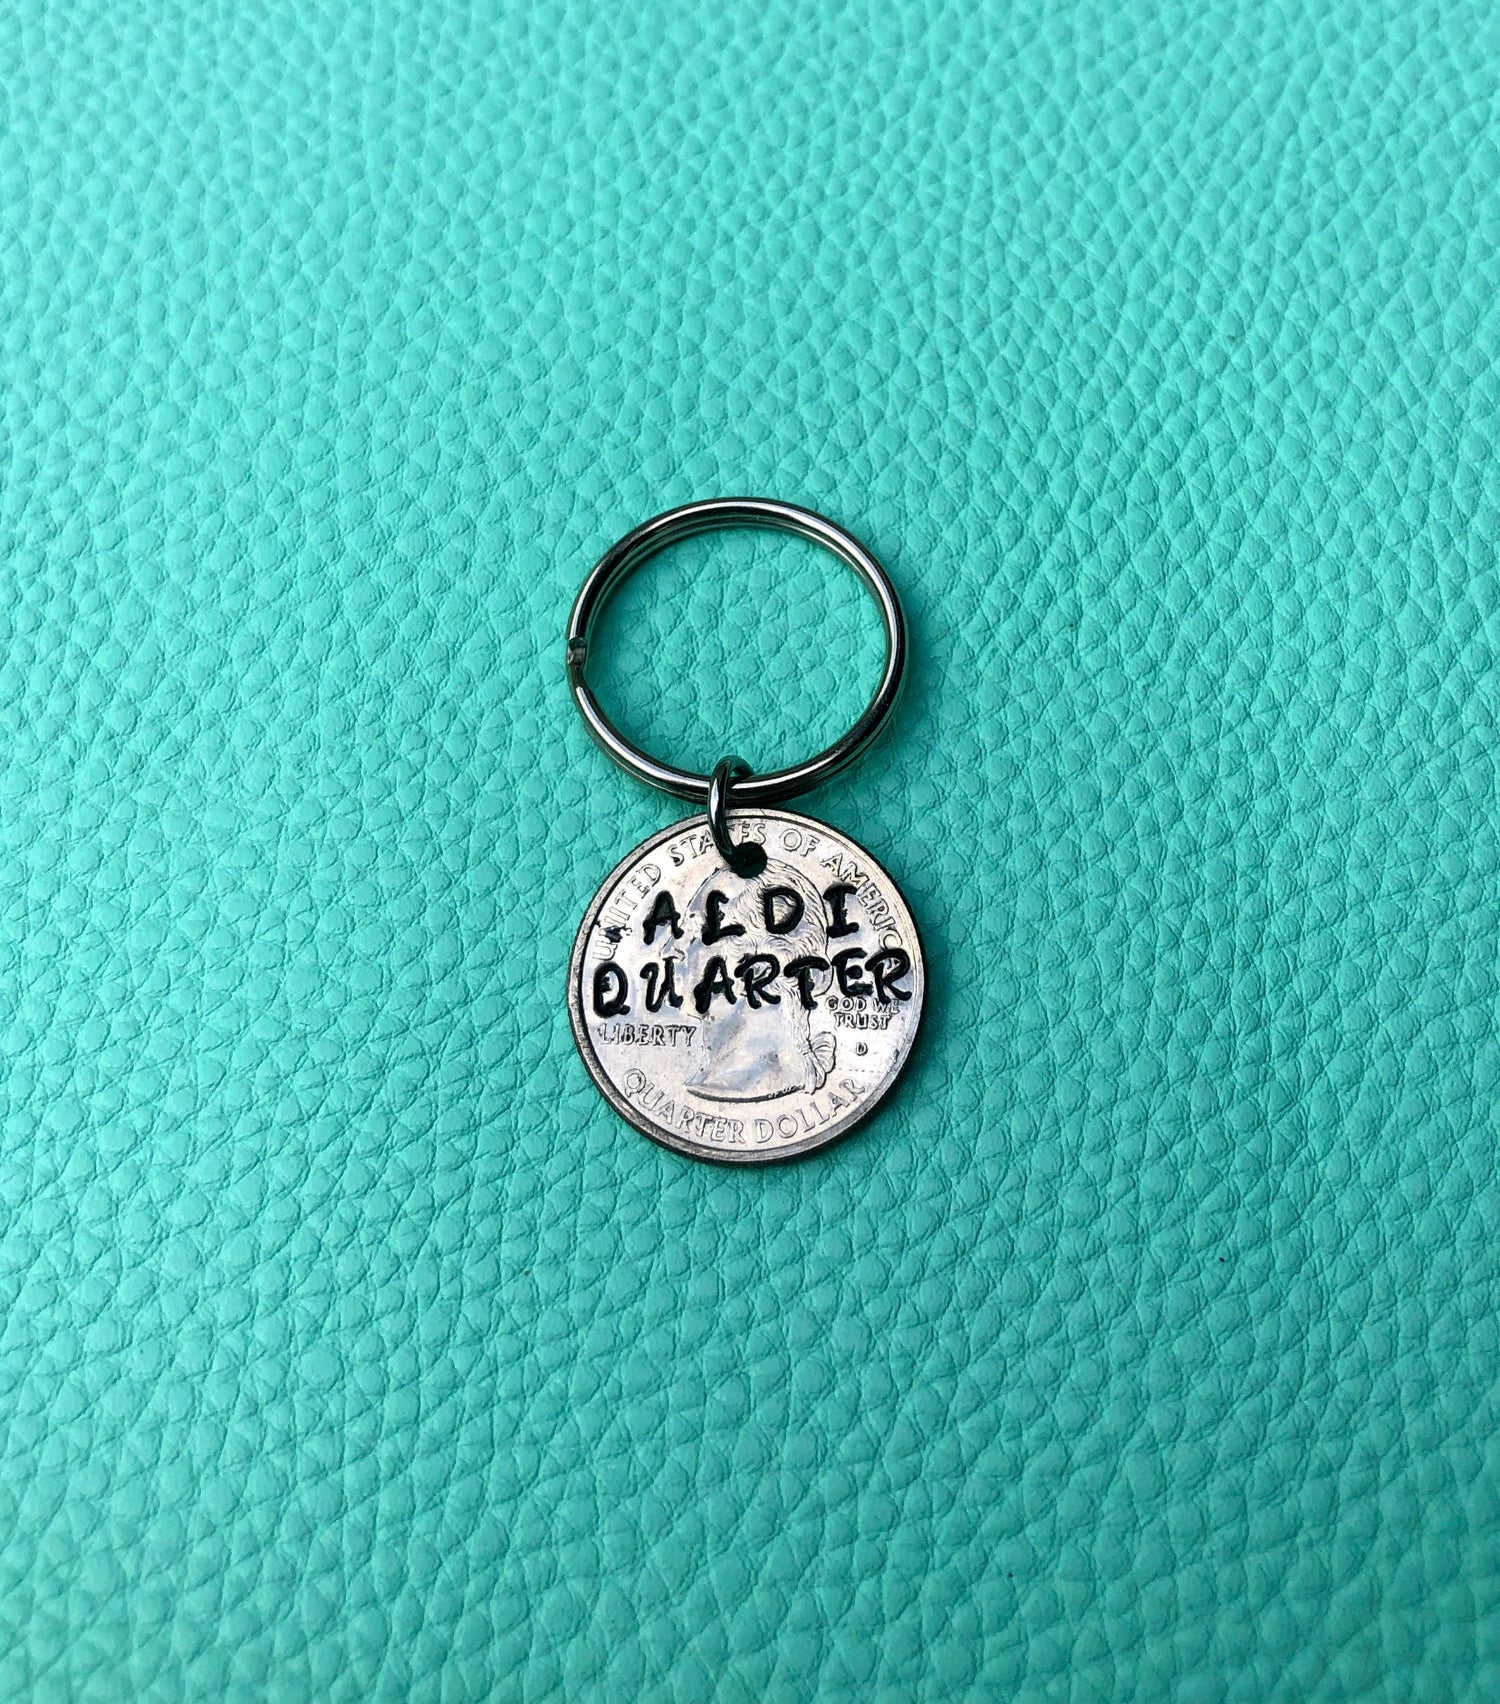 UNITED STATES OF AMERICA
ALDI
QUARTER
LIBERTY
GOD WE
TRUST
D
QUARTER DOLLAR